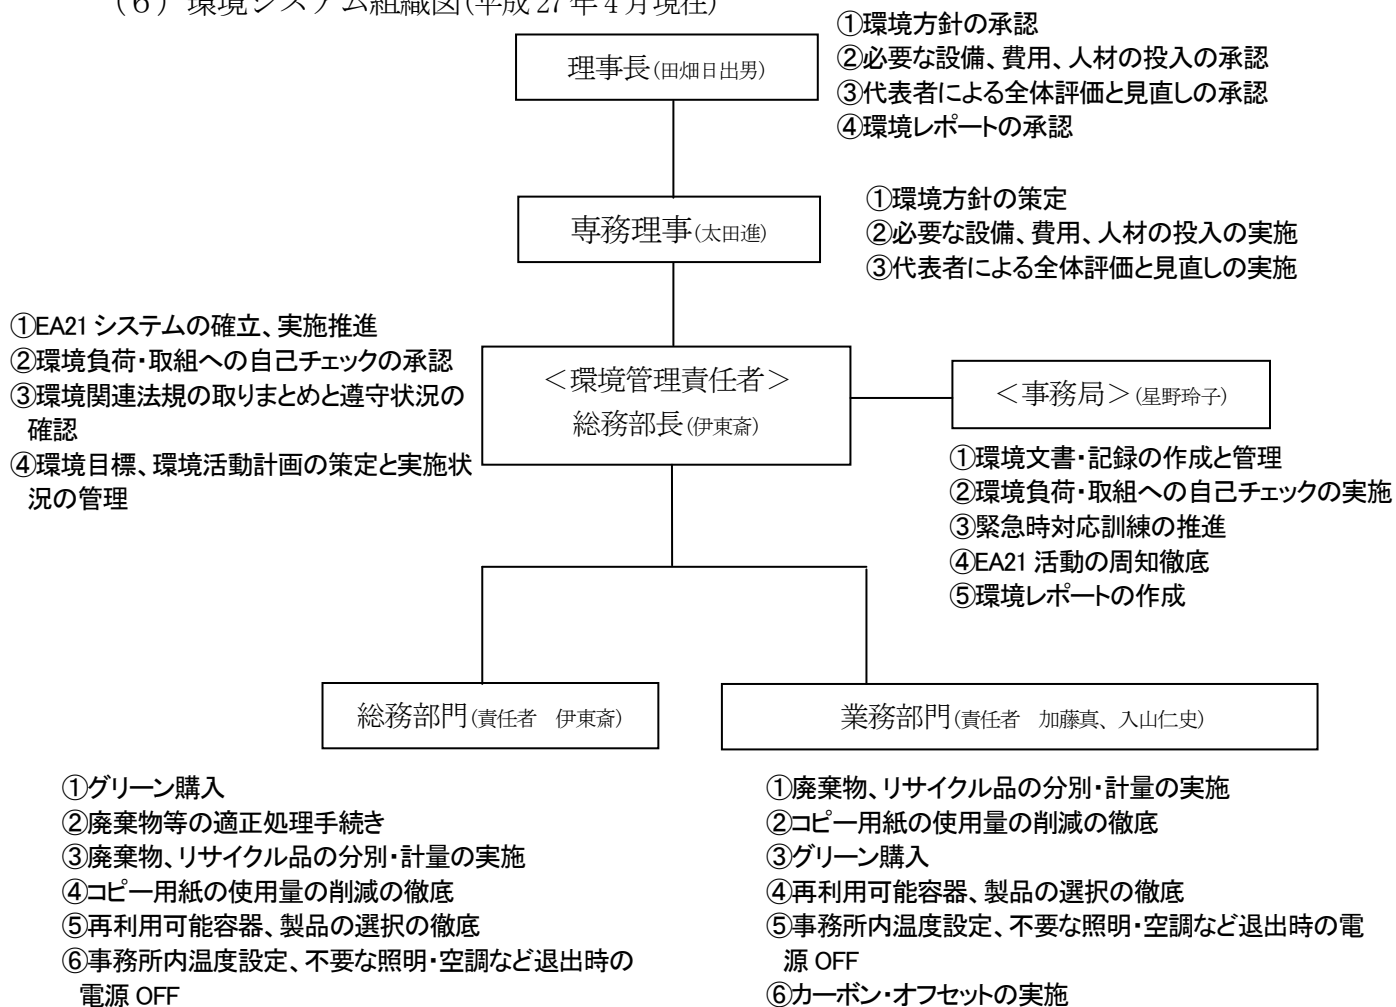 (6) 環境システム組織図(平成27年4月現在)
理事長(田畑日出男)
①環境方針の承認
②必要な設備、費用、人材の投入の承認
③代表者による全体評価と見直しの承認
④環境レポートの承認
専務理事(太田進)
①環境方針の策定
②必要な設備、費用、人材の投入の実施
③代表者による全体評価と見直しの実施
①EA21システムの確立、実施推進
②環境負荷・取組への自己チェックの承認
③環境関連法規の取りまとめと遵守状況の
確認
④環境目標、環境活動計画の策定と実施状
況の管理
<環境管理責任者>
総務部長(伊東斎)
<事務局>(星野玲子)
①環境文書・記録の作成と管理
②環境負荷・取組への自己チェックの実施
③緊急時対応訓練の推進
④EA21活動の周知徹底
⑤環境レポートの作成
総務部門(責任者 伊東斎)
①グリーン購入
②廃棄物等の適正処理手続き
③廃棄物、リサイクル品の分別・計量の実施
④コピー用紙の使用量の削減の徹底
⑤再利用可能容器、製品の選択の徹底
⑥事務所内温度設定、不要な照明・空調など退出時の
電源OFF
業務部門(責任者 加藤真、入山仁史)
①廃棄物、リサイクル品の分別・計量の実施
②コピー用紙の使用量の削減の徹底
③グリーン購入
④再利用可能容器、製品の選択の徹底
⑤事務所内温度設定、不要な照明・空調など退出時の電
源OFF
⑥カーボン・オフセットの実施